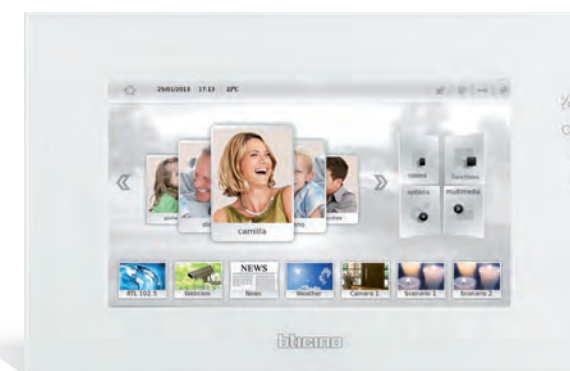 25/01/2013 17:13 22°C
camilla
rooms functions
options multimedia
RTL 102.5 Webcam News Weather Camera 1 Scenario 1 Scenario 2
NEWS
bticino